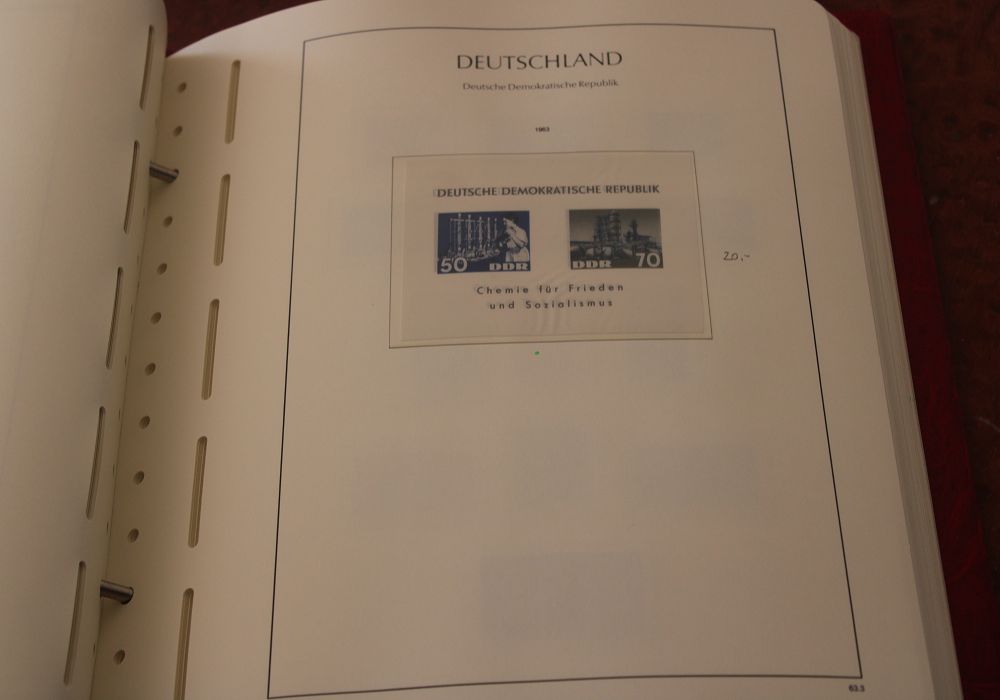 DEUTSCHLAND
Deutsche Demokratische Republik
1963
DEUTSCHE DEMOKRATISCHE REPUBLIK
50 DDR
DDR 70
20,-
Chemie für Frieden
und Sozialismus
63.3